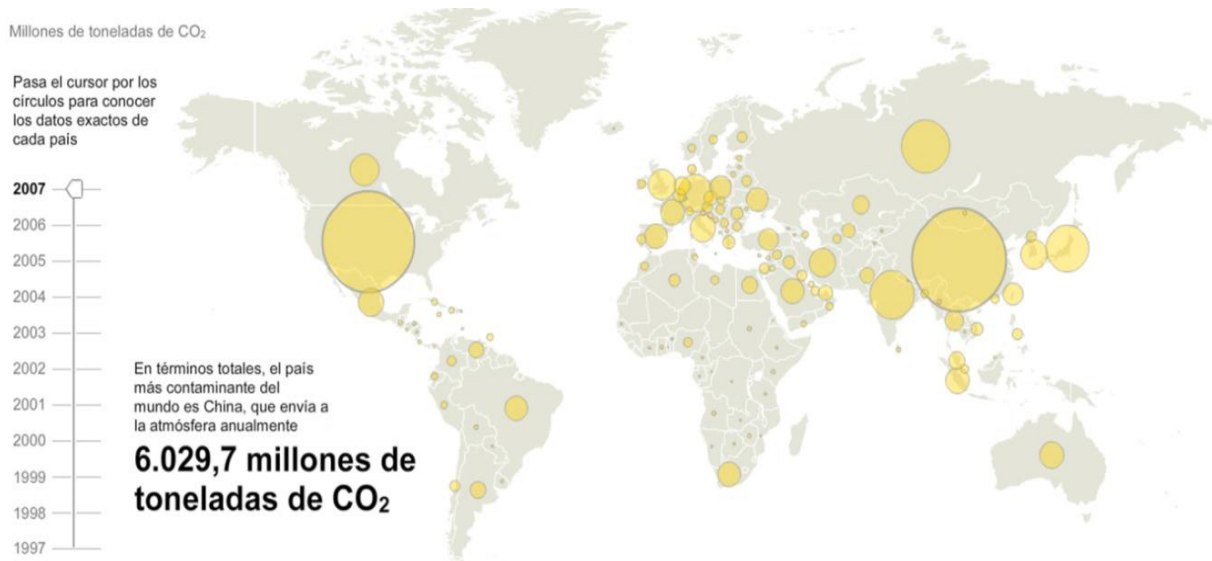 Millones de toneladas de CO₂
Pasa el cursor por los
círculos para conocer
los datos exactos de
cada país
2007
2006
2005
2004
2003
2002
2001
2000
1999
1998
1997
En términos totales, el país
más contaminante del
mundo es China, que envía a
la atmósfera anualmente
6.029,7 millones de
toneladas de CO₂